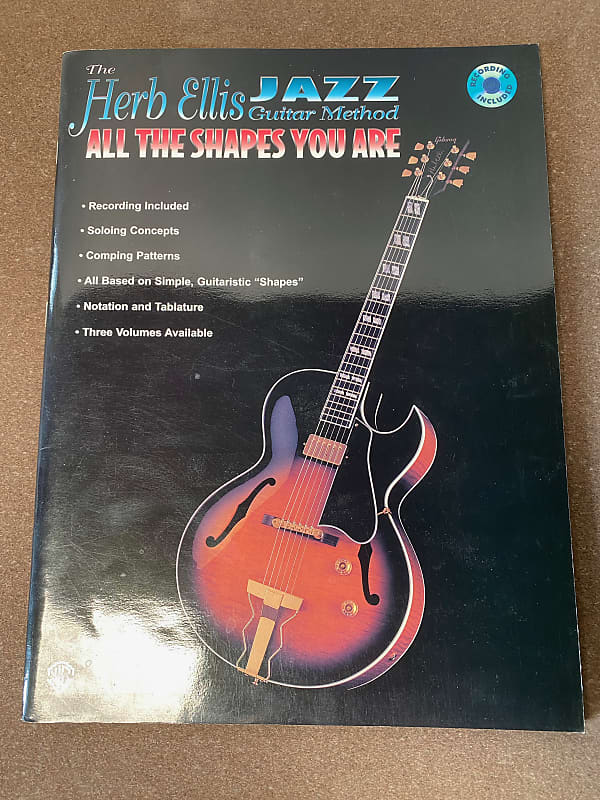 The
Herb Ellis JAZZ
Guitar Method
ALL THE SHAPES YOU ARE
RECORDING
INCLUDED
• Recording Included
• Soloing Concepts
• Comping Patterns
• All Based on Simple, Guitaristic “Shapes”
• Notation and Tablature
• Three Volumes Available
Gibson